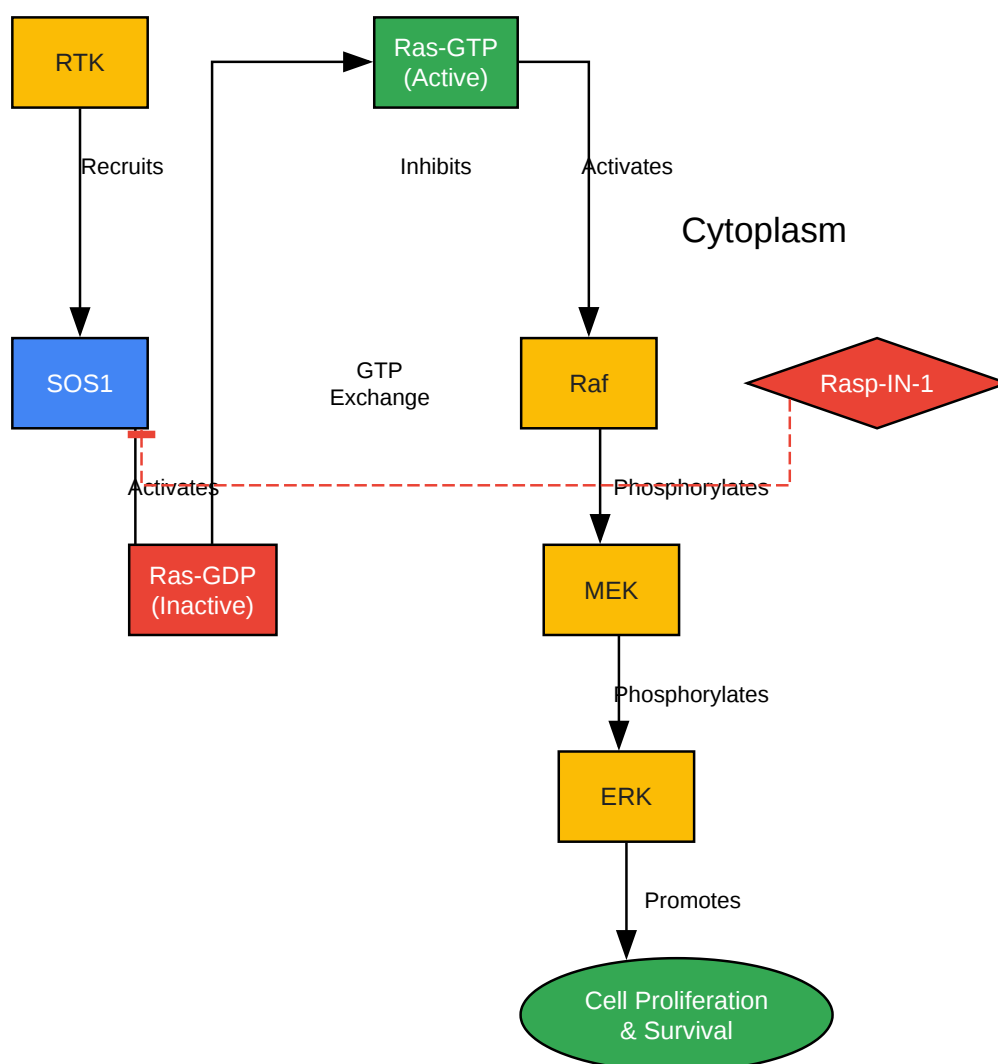 RTK
Ras-GTP
(Active)
Recruits
Inhibits
Activates
Cytoplasm
SOS1
GTP
Exchange
Raf
Rasp-IN-1
Activates
Phosphorylates
Ras-GDP
(Inactive)
MEK
Phosphorylates
ERK
Promotes
Cell Proliferation
& Survival